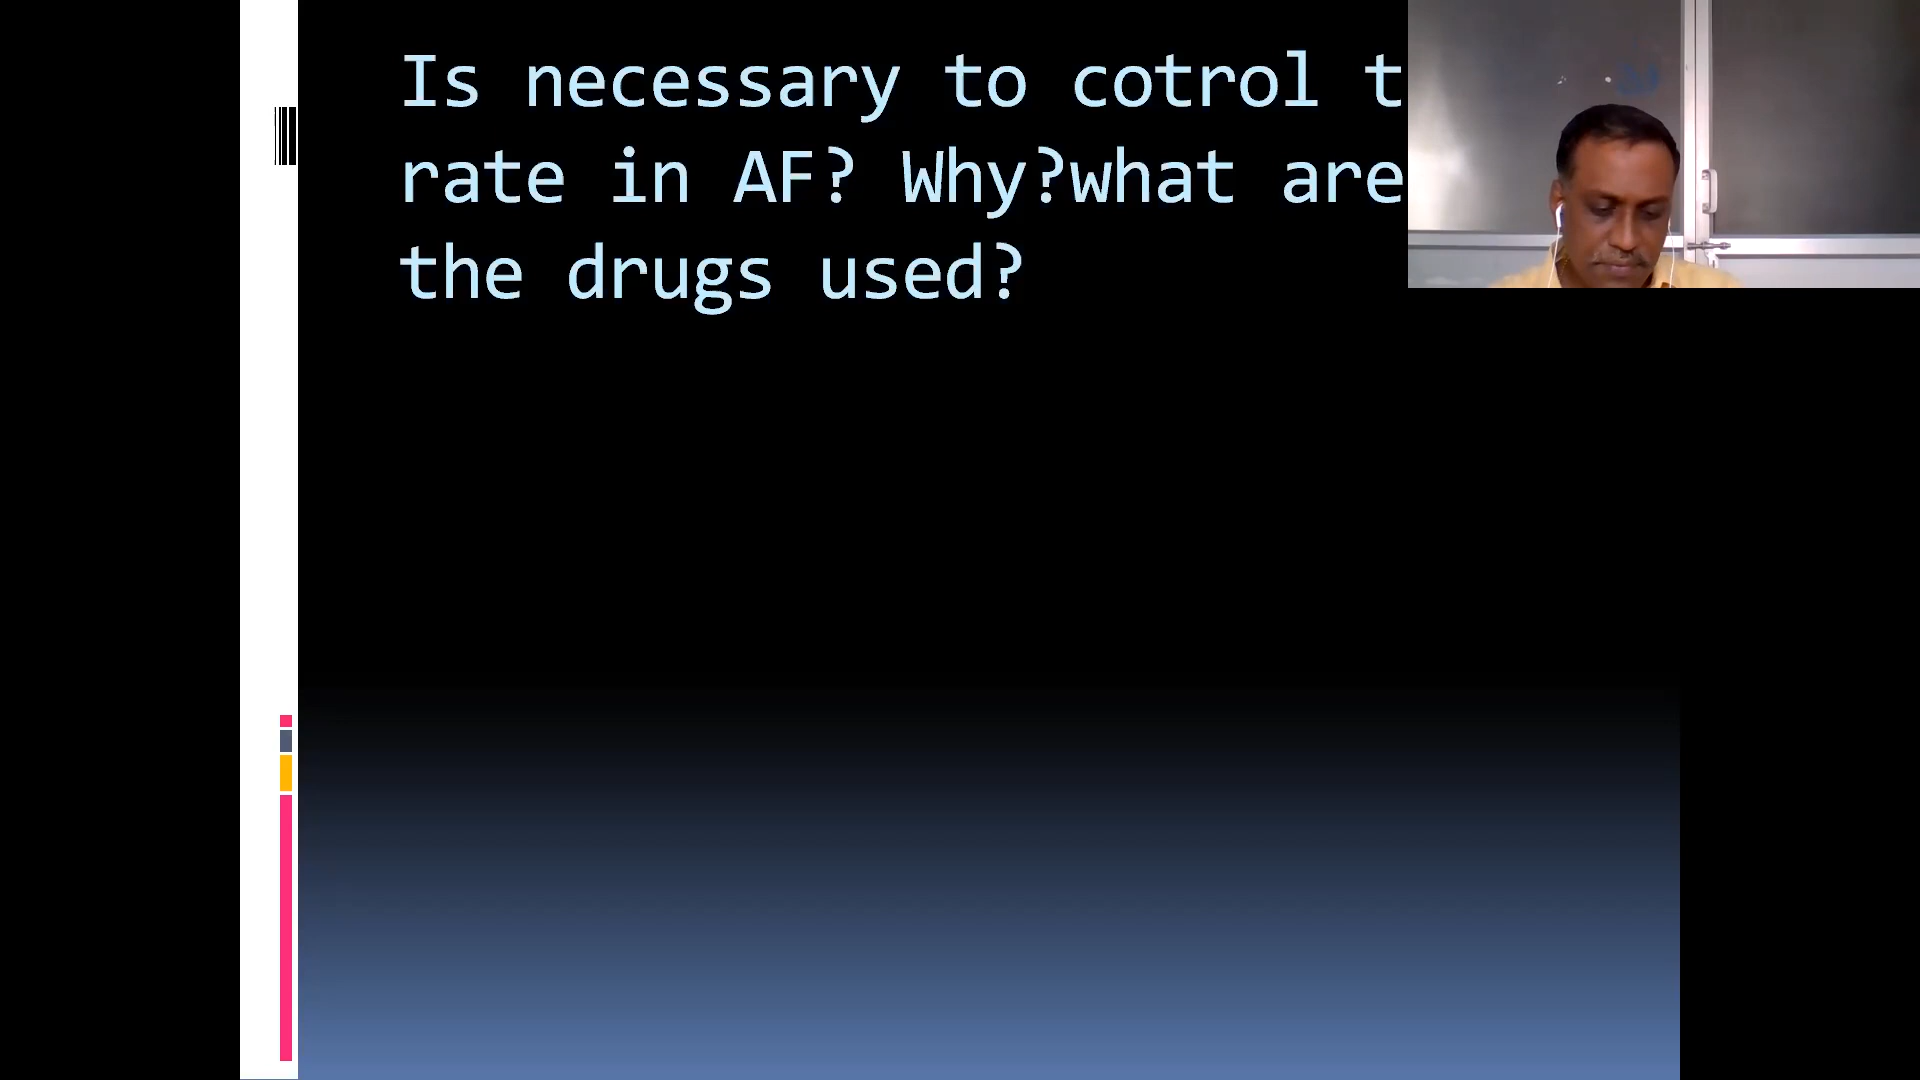 Is necessary to cotrol t
rate in AF? Why?what are
the drugs used?